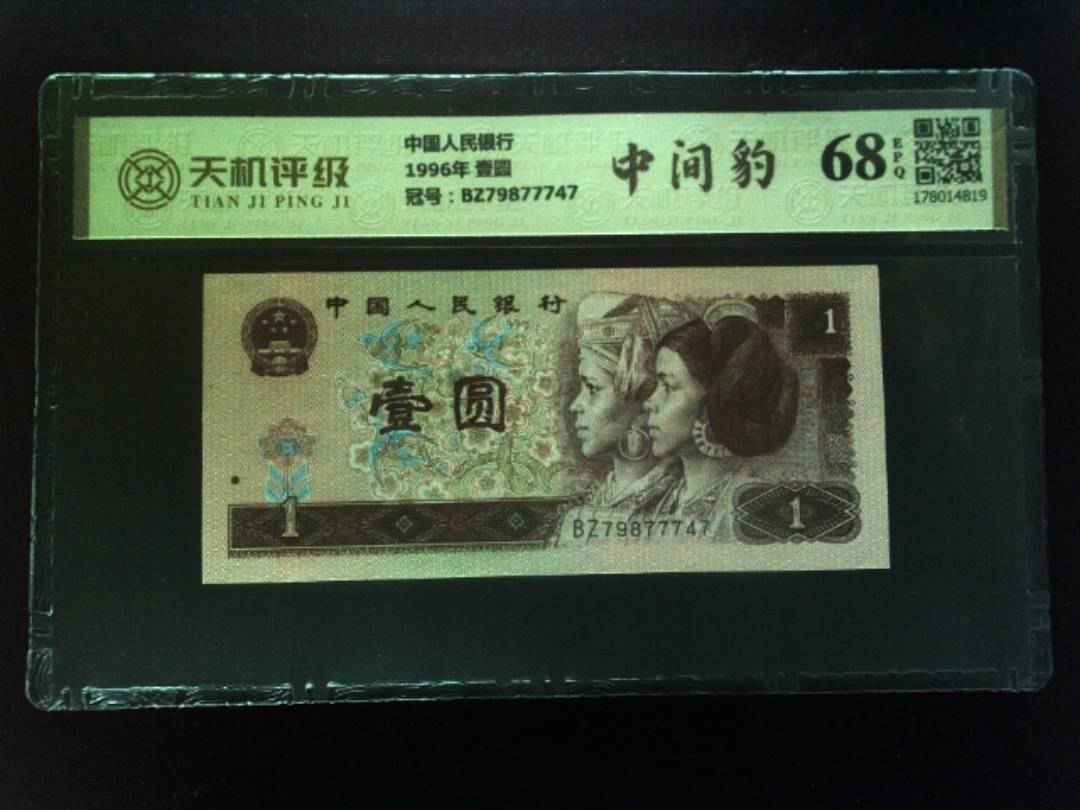 天机评级
TIAN JI PING JI
中国人民银行
1996年 壹圆
冠号：BZ79877747
中间豹
68 EPQ
178014819
中国人民银行
1
壹圆
1
BZ79877747
1